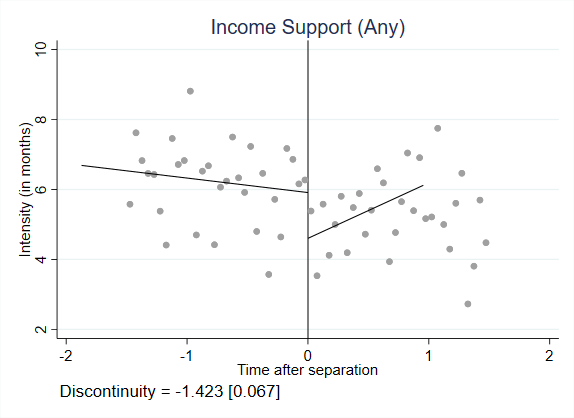 Income Support (Any)
Intensity (in months)
10
8
6
4
2
-2
-1
0
1
2
Time after separation
Discontinuity = -1.423 [0.067]